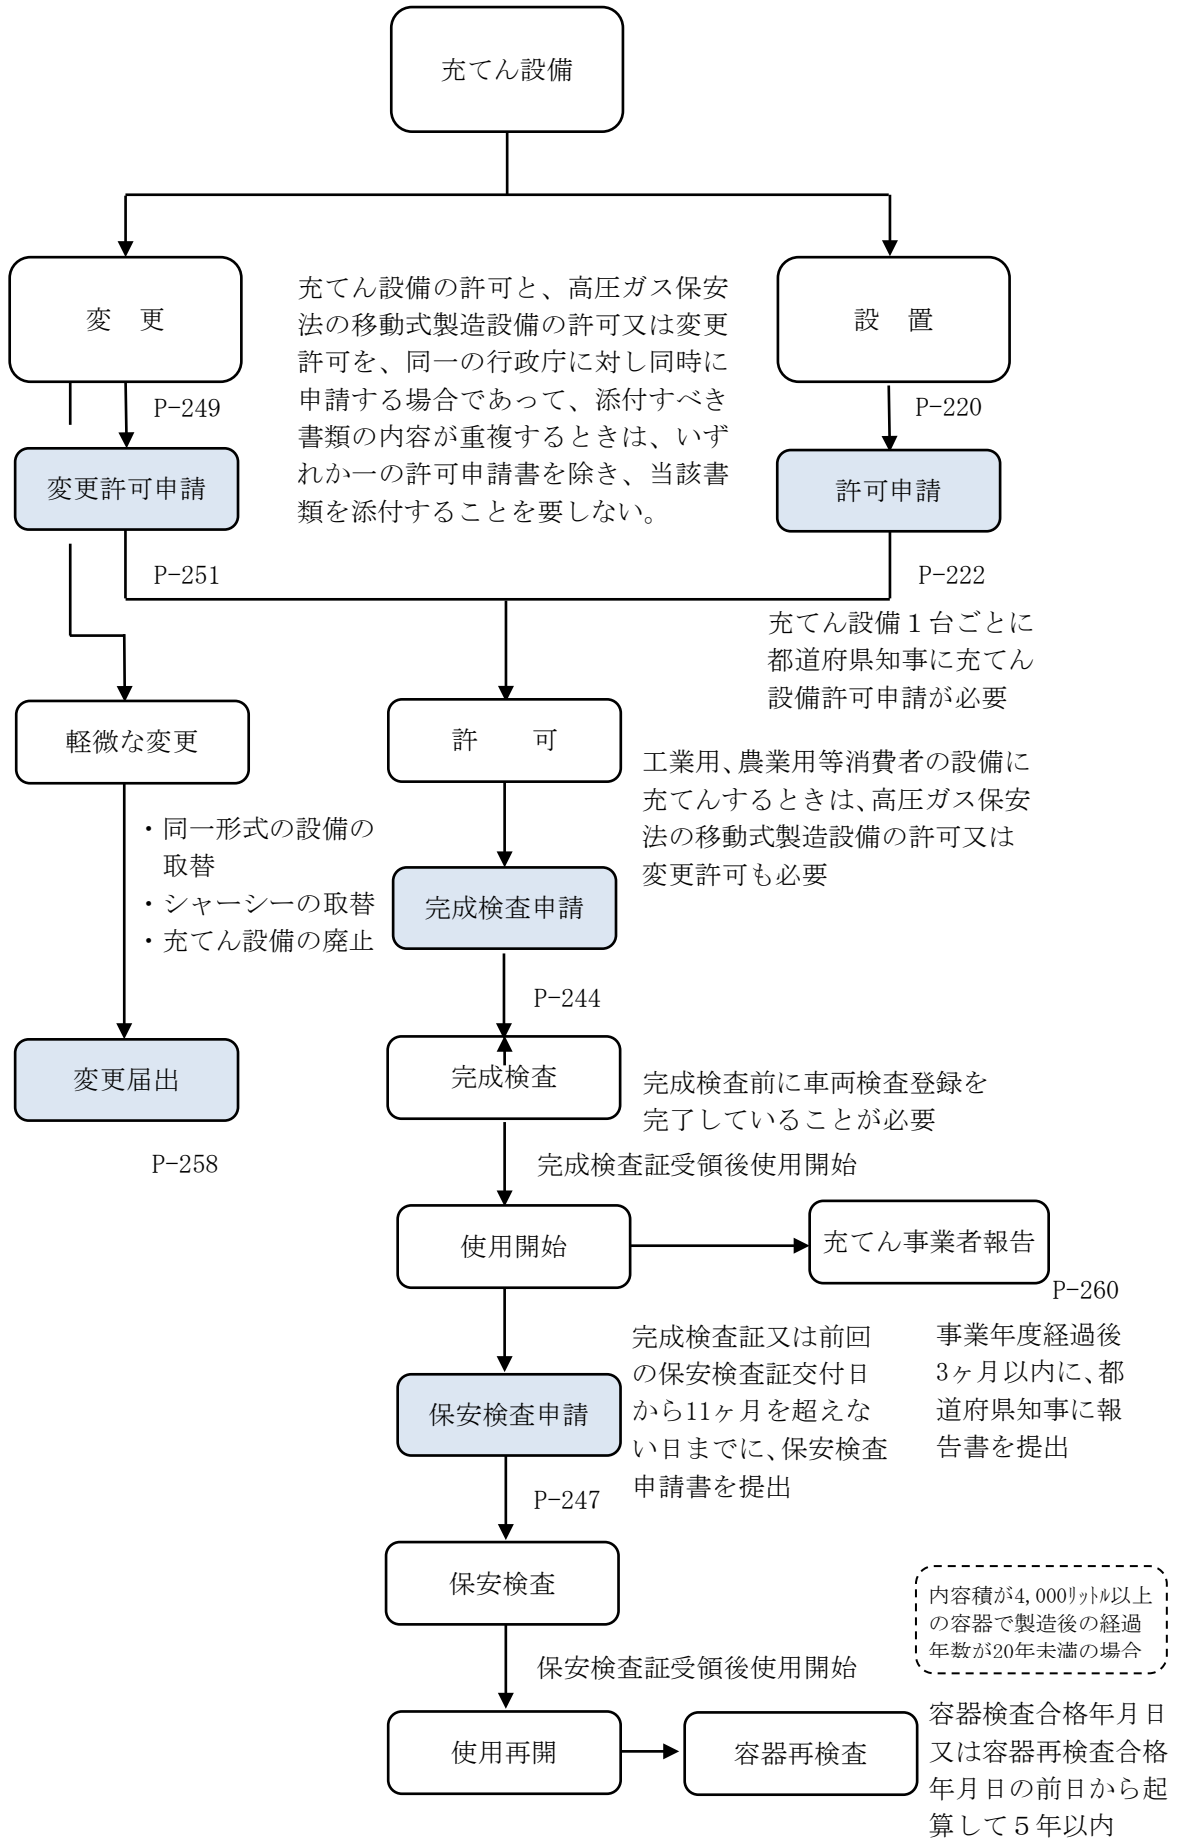 充てん設備
変　更
設　置
充てん設備の許可と、高圧ガス保安
法の移動式製造設備の許可又は変更
許可を、同一の行政庁に対し同時に
申請する場合であって、添付すべき
書類の内容が重複するときは、いず
れか一の許可申請書を除き、当該書
類を添付することを要しない。
P-249
P-220
変更許可申請
許可申請
P-251
P-222
充てん設備１台ごとに
都道府県知事に充てん
設備許可申請が必要
軽微な変更
許　可
工業用、農業用等消費者の設備に
充てんするときは、高圧ガス保安
法の移動式製造設備の許可又は
変更許可も必要
・同一形式の設備の
取替
・シャーシーの取替
・充てん設備の廃止
完成検査申請
P-244
変更届出
完成検査
完成検査前に車両検査登録を
完了していることが必要
P-258
完成検査証受領後使用開始
使用開始
充てん事業者報告
P-260
完成検査証又は前回
の保安検査証交付日
から11ヶ月を超えな
い日までに、保安検査
申請書を提出
事業年度経過後
3ヶ月以内に、都
道府県知事に報
告書を提出
保安検査申請
P-247
保安検査
内容積が4,000リットル以上
の容器で製造後の経過
年数が20年未満の場合
保安検査証受領後使用開始
使用再開
容器再検査
容器検査合格年月日
又は容器再検査合格
年月日の前日から起
算して５年以内